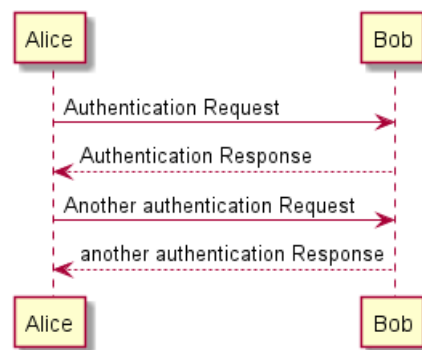 Alice
Bob
Authentication Request
Authentication Response
Another authentication Request
another authentication Response
Alice
Bob